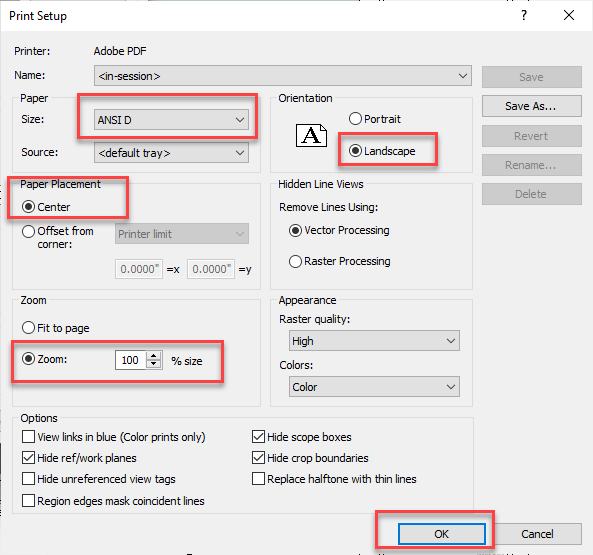 Print Setup
?
Printer: Adobe PDF
Name: <in-session>
Save
Save As...
Revert
Rename...
Delete
Paper
Size: ANSI D
Source: <default tray>
Orientation
A
Portrait
Landscape
Paper Placement
Center
Offset from
corner:
Printer limit
0.0000" =x 0.0000" =y
Hidden Line Views
Remove Lines Using:
Vector Processing
Raster Processing
Zoom
Fit to page
Zoom: 100 % size
Appearance
Raster quality:
High
Colors:
Color
Options
View links in blue (Color prints only)
Hide ref/work planes
Hide unreferenced view tags
Region edges mask coincident lines
Hide scope boxes
Hide crop boundaries
Replace halftone with thin lines
OK
Cancel